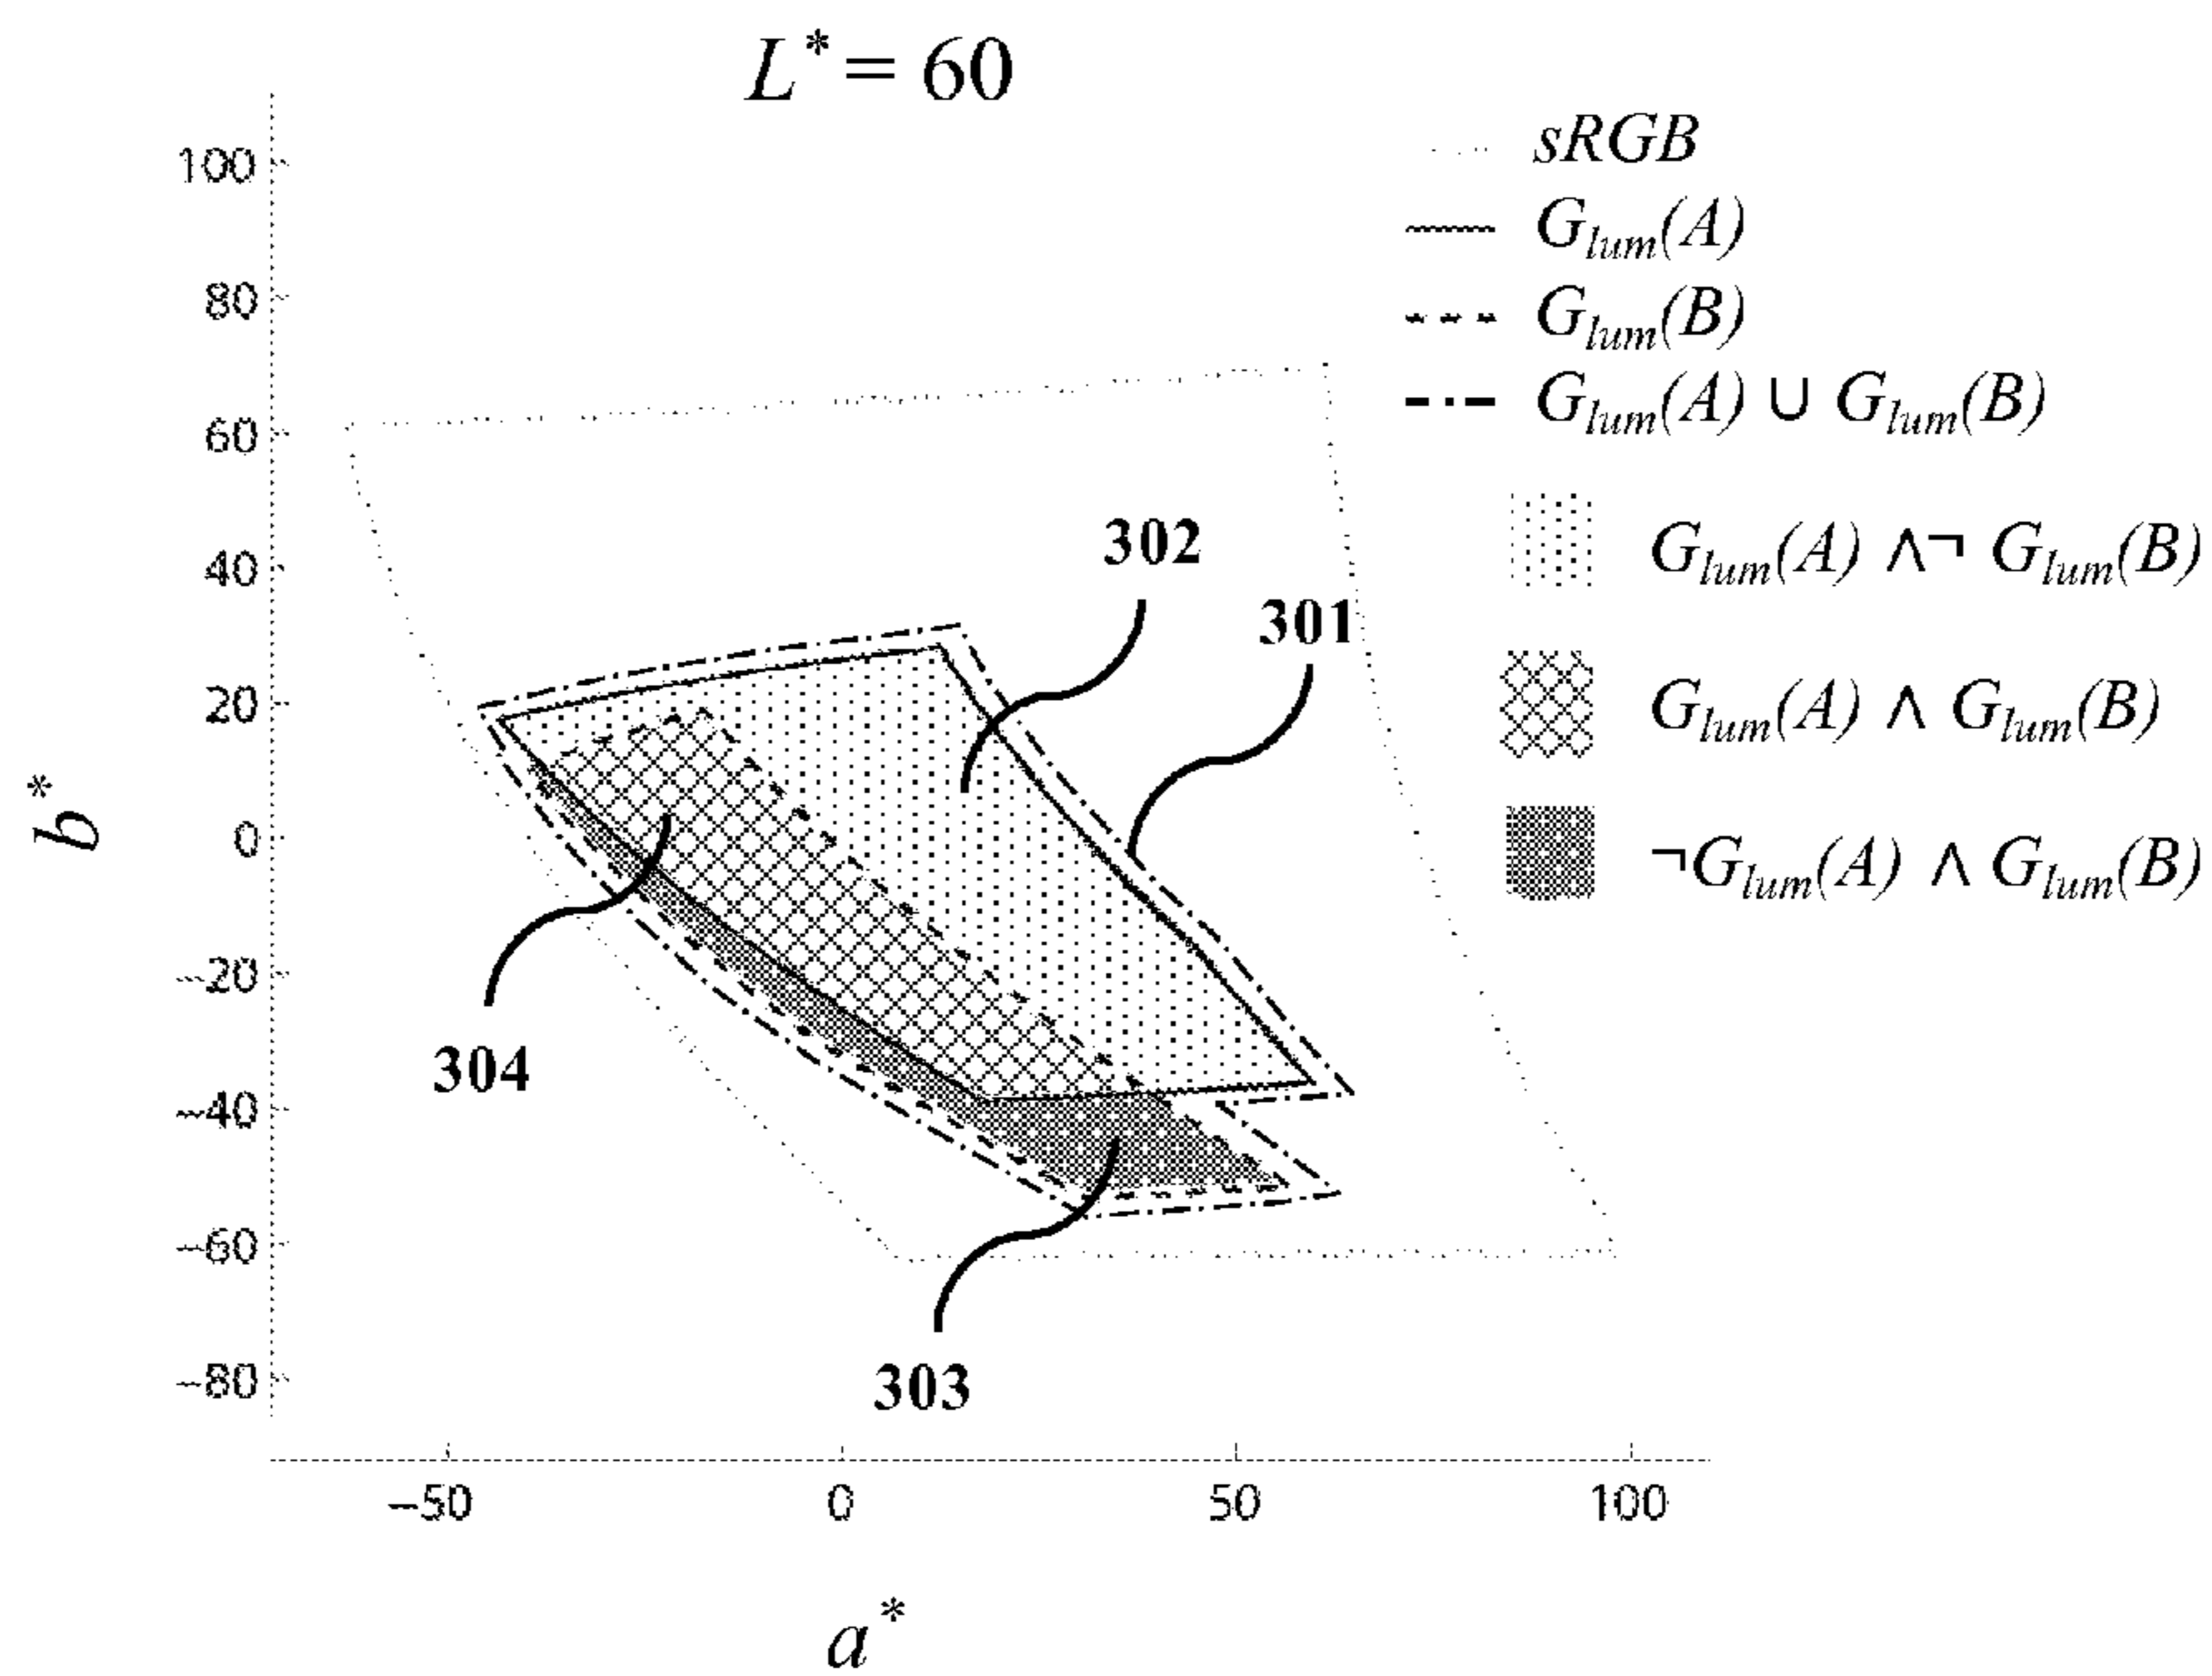 L* = 60
sRGB
G_lum(A)
G_lum(B)
G_lum(A) ∪ G_lum(B)
G_lum(A) ∧¬ G_lum(B)
G_lum(A) ∧ G_lum(B)
¬G_lum(A) ∧ G_lum(B)
100
80
60
40
20
0
−20
−40
−60
−80
b*
302
301
304
303
−50
0
50
100
a*